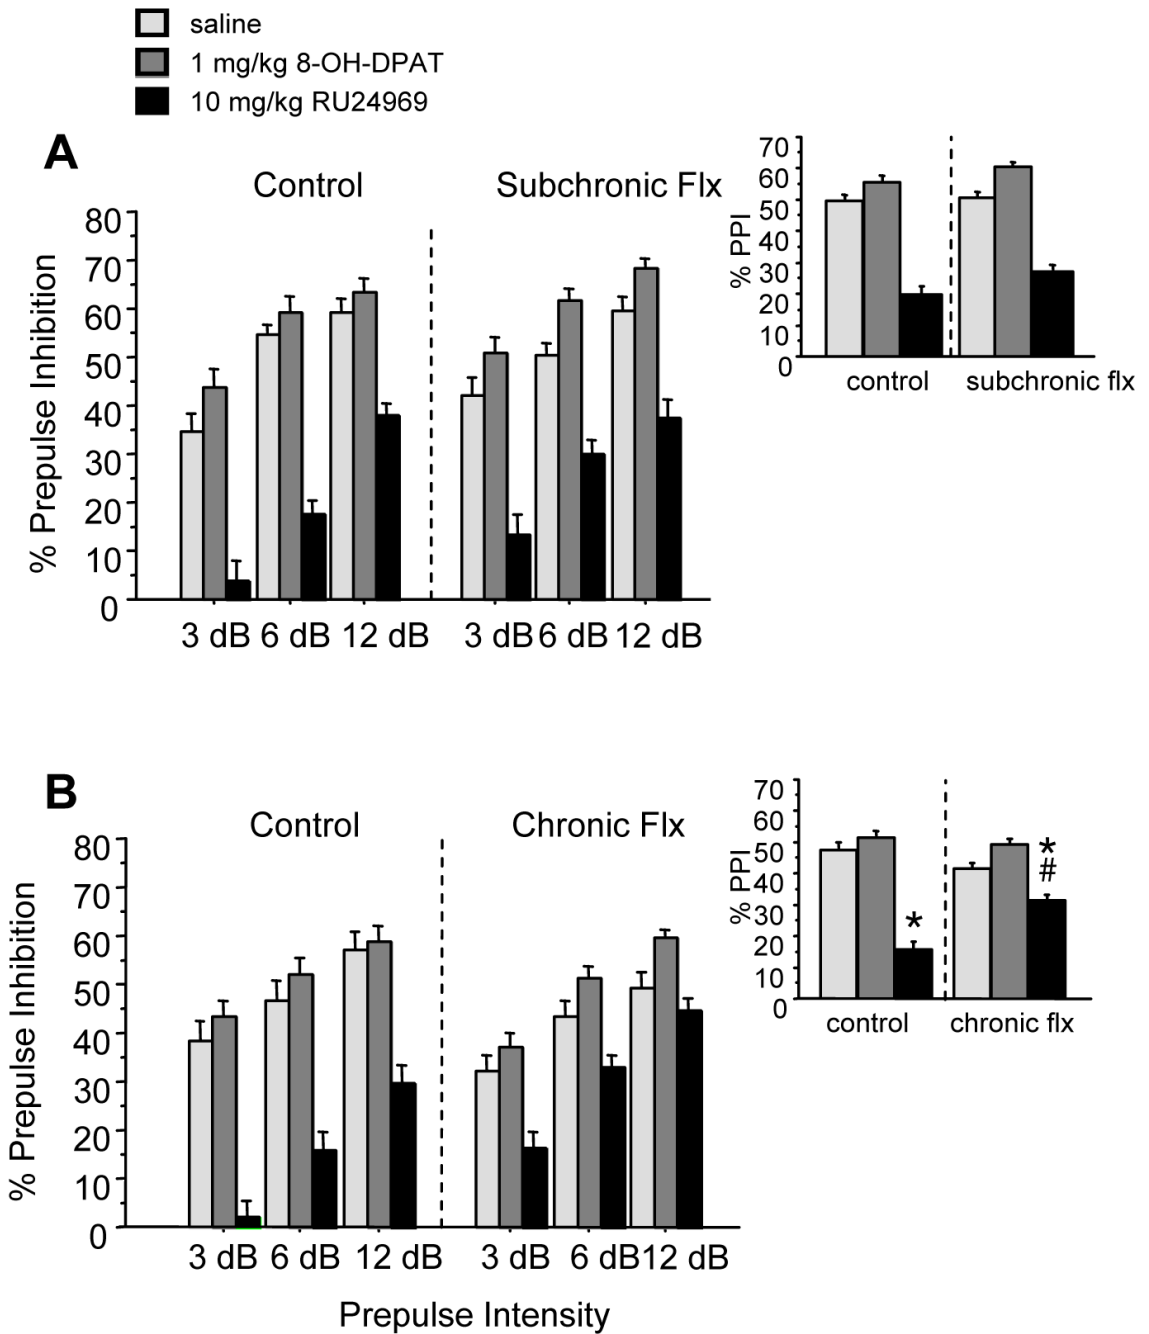 saline
1 mg/kg 8-OH-DPAT
10 mg/kg RU24969
A
Control
Subchronic Flx
% Prepulse Inhibition
80
70
60
50
40
30
20
10
0
3 dB 6 dB 12 dB
3 dB 6 dB 12 dB
% PPI
70
60
50
40
30
20
10
0
control
subchronic flx
B
Control
Chronic Flx
% Prepulse Inhibition
80
70
60
50
40
30
20
10
0
3 dB 6 dB 12 dB
3 dB 6 dB 12 dB
Prepulse Intensity
% PPI
70
60
50
40
30
20
10
0
*
*
#
control
chronic flx